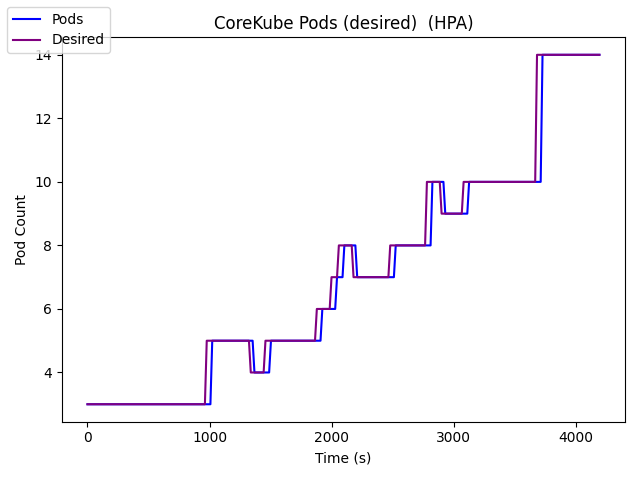 CoreKube Pods (desired)  (HPA)
Pods
Desired
14
12
10
8
6
4
Pod Count
0
1000
2000
3000
4000
Time (s)